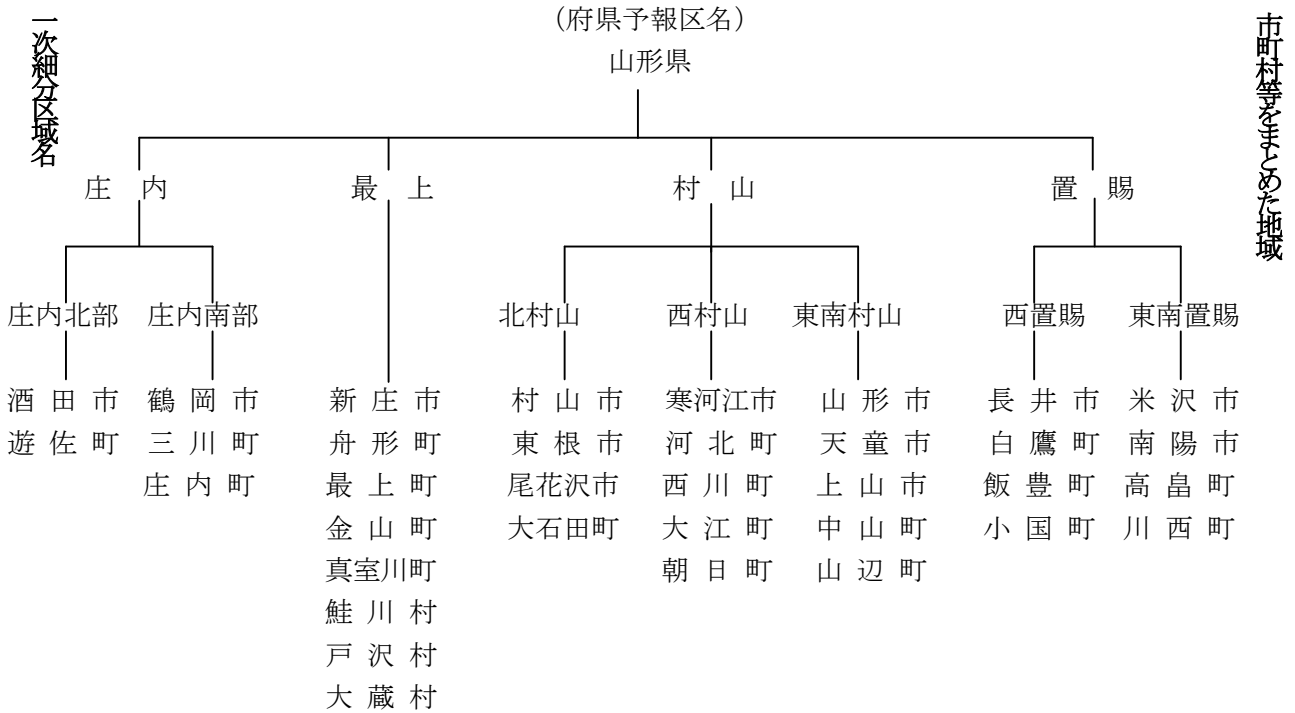 (府県予報区名)
山形県
一次細分区域名
市町村等をまとめた地域
庄内 最上 村山 置賜
庄内北部 庄内南部 北村山 西村山 東南村山 西置賜 東南置賜
酒田市 鶴岡市 新庄市 村山市 寒河江市 山形市 長井市 米沢市
遊佐町 三川町 舟形町 東根市 河北町 天童市 白鷹町 南陽市
庄内町 最上町 尾花沢市 西川町 上山市 飯豊町 高畠町
金山町 大石田町 大江町 中山町 小国町 川西町
真室川町 朝日町 山辺町
鮭川村
戸沢村
大蔵村